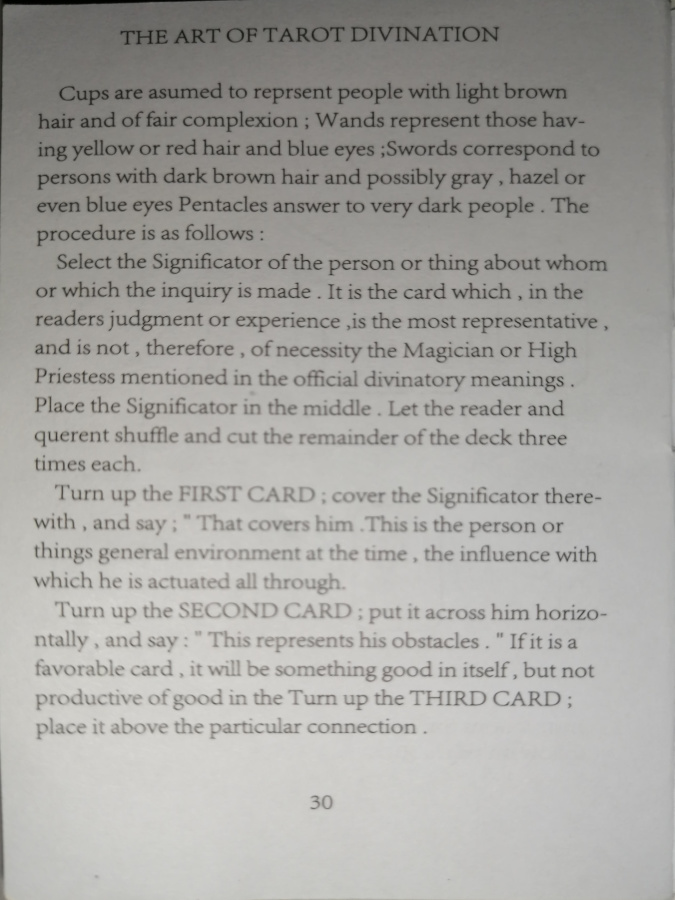 THE ART OF TAROT DIVINATION
Cups are asumed to reprsent people with light brown
hair and of fair complexion ; Wands represent those hav-
ing yellow or red hair and blue eyes ;Swords correspond to
persons with dark brown hair and possibly gray , hazel or
even blue eyes Pentacles answer to very dark people . The
procedure is as follows :
Select the Significator of the person or thing about whom
or which the inquiry is made . It is the card which , in the
readers judgment or experience ,is the most representative ,
and is not , therefore , of necessity the Magician or High
Priestess mentioned in the official divinatory meanings .
Place the Significator in the middle . Let the reader and
querent shuffle and cut the remainder of the deck three
times each.
Turn up the FIRST CARD ; cover the Significator there-
with , and say ; " That covers him .This is the person or
things general environment at the time , the influence with
which he is actuated all through.
Turn up the SECOND CARD ; put it across him horizo-
ntally , and say : " This represents his obstacles . " If it is a
favorable card , it will be something good in itself , but not
productive of good in the Turn up the THIRD CARD ;
place it above the particular connection .
30